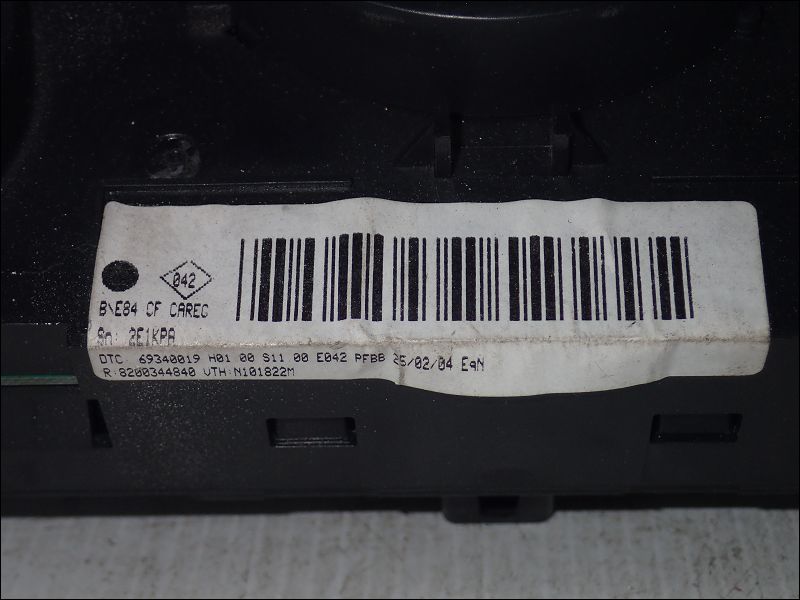 042
B\E84 CF CAREC
Sn: 2E1KPA
DTC 69340019 H01 00 S11 00 E042 PFBB 25/02/04 EqN
R:8200344840 VTH:N101822M